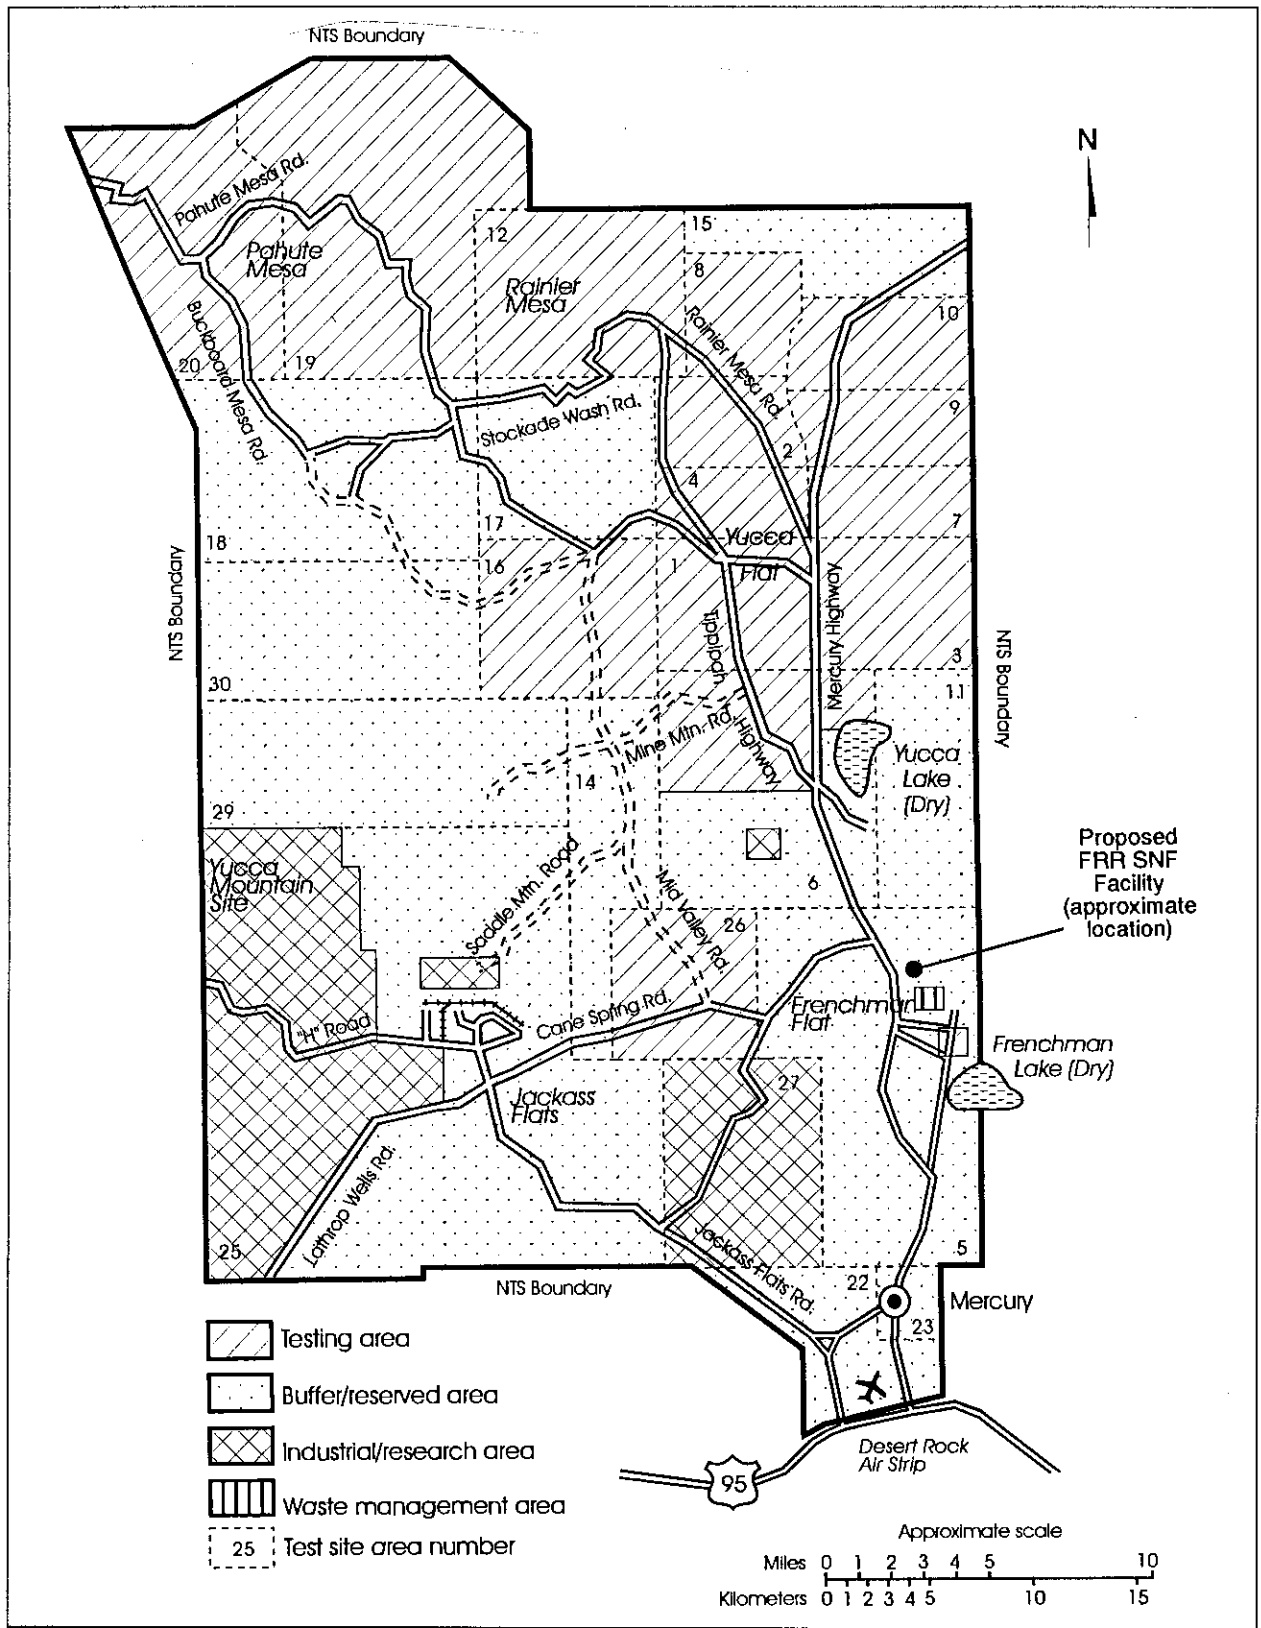 NTS Boundary
N
Pahute Mesa Rd.
Pahute
Mesa
12
15
Rainier
Mesa
8
10
Buckboard Mesa Rd.
Rainier Mesa Rd.
20
19
9
Stockade Wash Rd.
2
4
17
7
18
Yucca
Flat
16
1
NTS Boundary
Tippipah
Highway
Mercury Highway
NTS Boundary
3
30
11
Mine Mtn. Rd.
14
Yucca
Lake
(Dry)
29
Yucca
Mountain
Site
Saddle Mtn. Road
Mid Valley Rd.
6
Proposed
FRR SNF
Facility
(approximate
location)
26
"H" Road
Cane Spring Rd.
Frenchman
Flat
Frenchman
Lake (Dry)
27
Jackass
Flats
Lathrop Wells Rd.
25
Jackass Flats Rd.
5
NTS Boundary
22
Mercury
23
Testing area
Buffer/reserved area
Industrial/research area
Waste management area
25 Test site area number
Desert Rock
Air Strip
95
Approximate scale
Miles 0 1 2 3 4 5 10
Kilometers 0 1 2 3 4 5 10 15